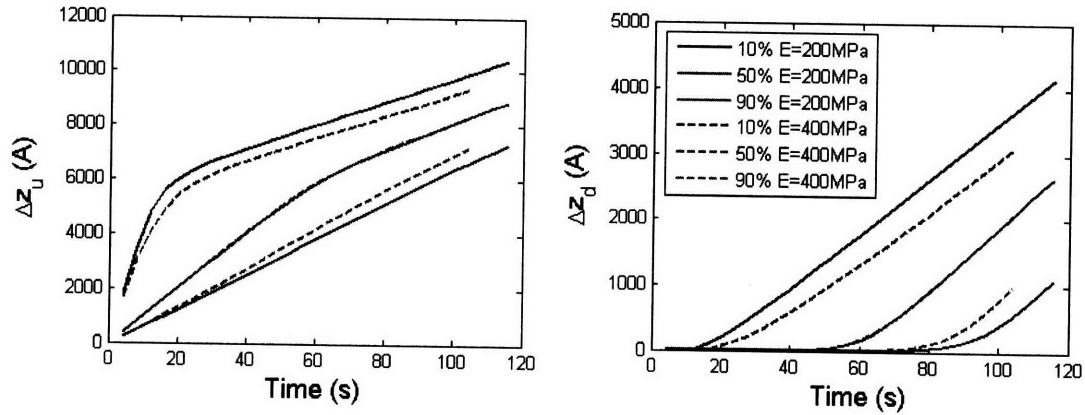 12000
10000
8000
6000
4000
2000
0
Δz_u (A)
0 20 40 60 80 100 120
Time (s)
5000
4000
3000
2000
1000
0
Δz_d (A)
10% E=200MPa
50% E=200MPa
90% E=200MPa
10% E=400MPa
50% E=400MPa
90% E=400MPa
0 20 40 60 80 100 120
Time (s)